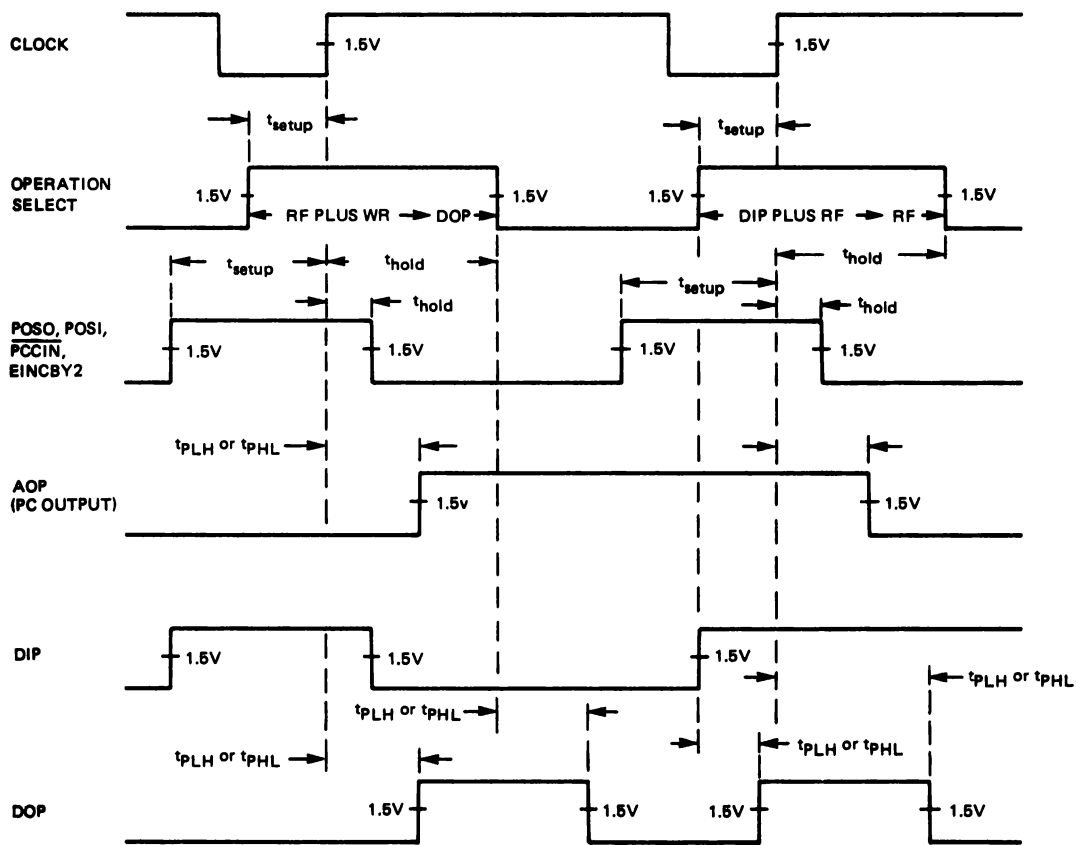 CLOCK
1.5V
1.5V
tsetup
tsetup
OPERATION
SELECT
1.5V
1.5V
1.5V
1.5V
RF PLUS WR
DOP
DIP PLUS RF
RF
tsetup
thold
tsetup
thold
thold
thold
POSO, POSI,
PCCIN,
EINCBY2
1.5V
1.5V
1.5V
1.5V
tPLH or tPHL
AOP
(PC OUTPUT)
1.5v
1.5V
DIP
1.5V
1.5V
1.5V
tPLH or tPHL
tPLH or tPHL
tPLH or tPHL
tPLH or tPHL
DOP
1.5V
1.5V
1.5V
1.5V